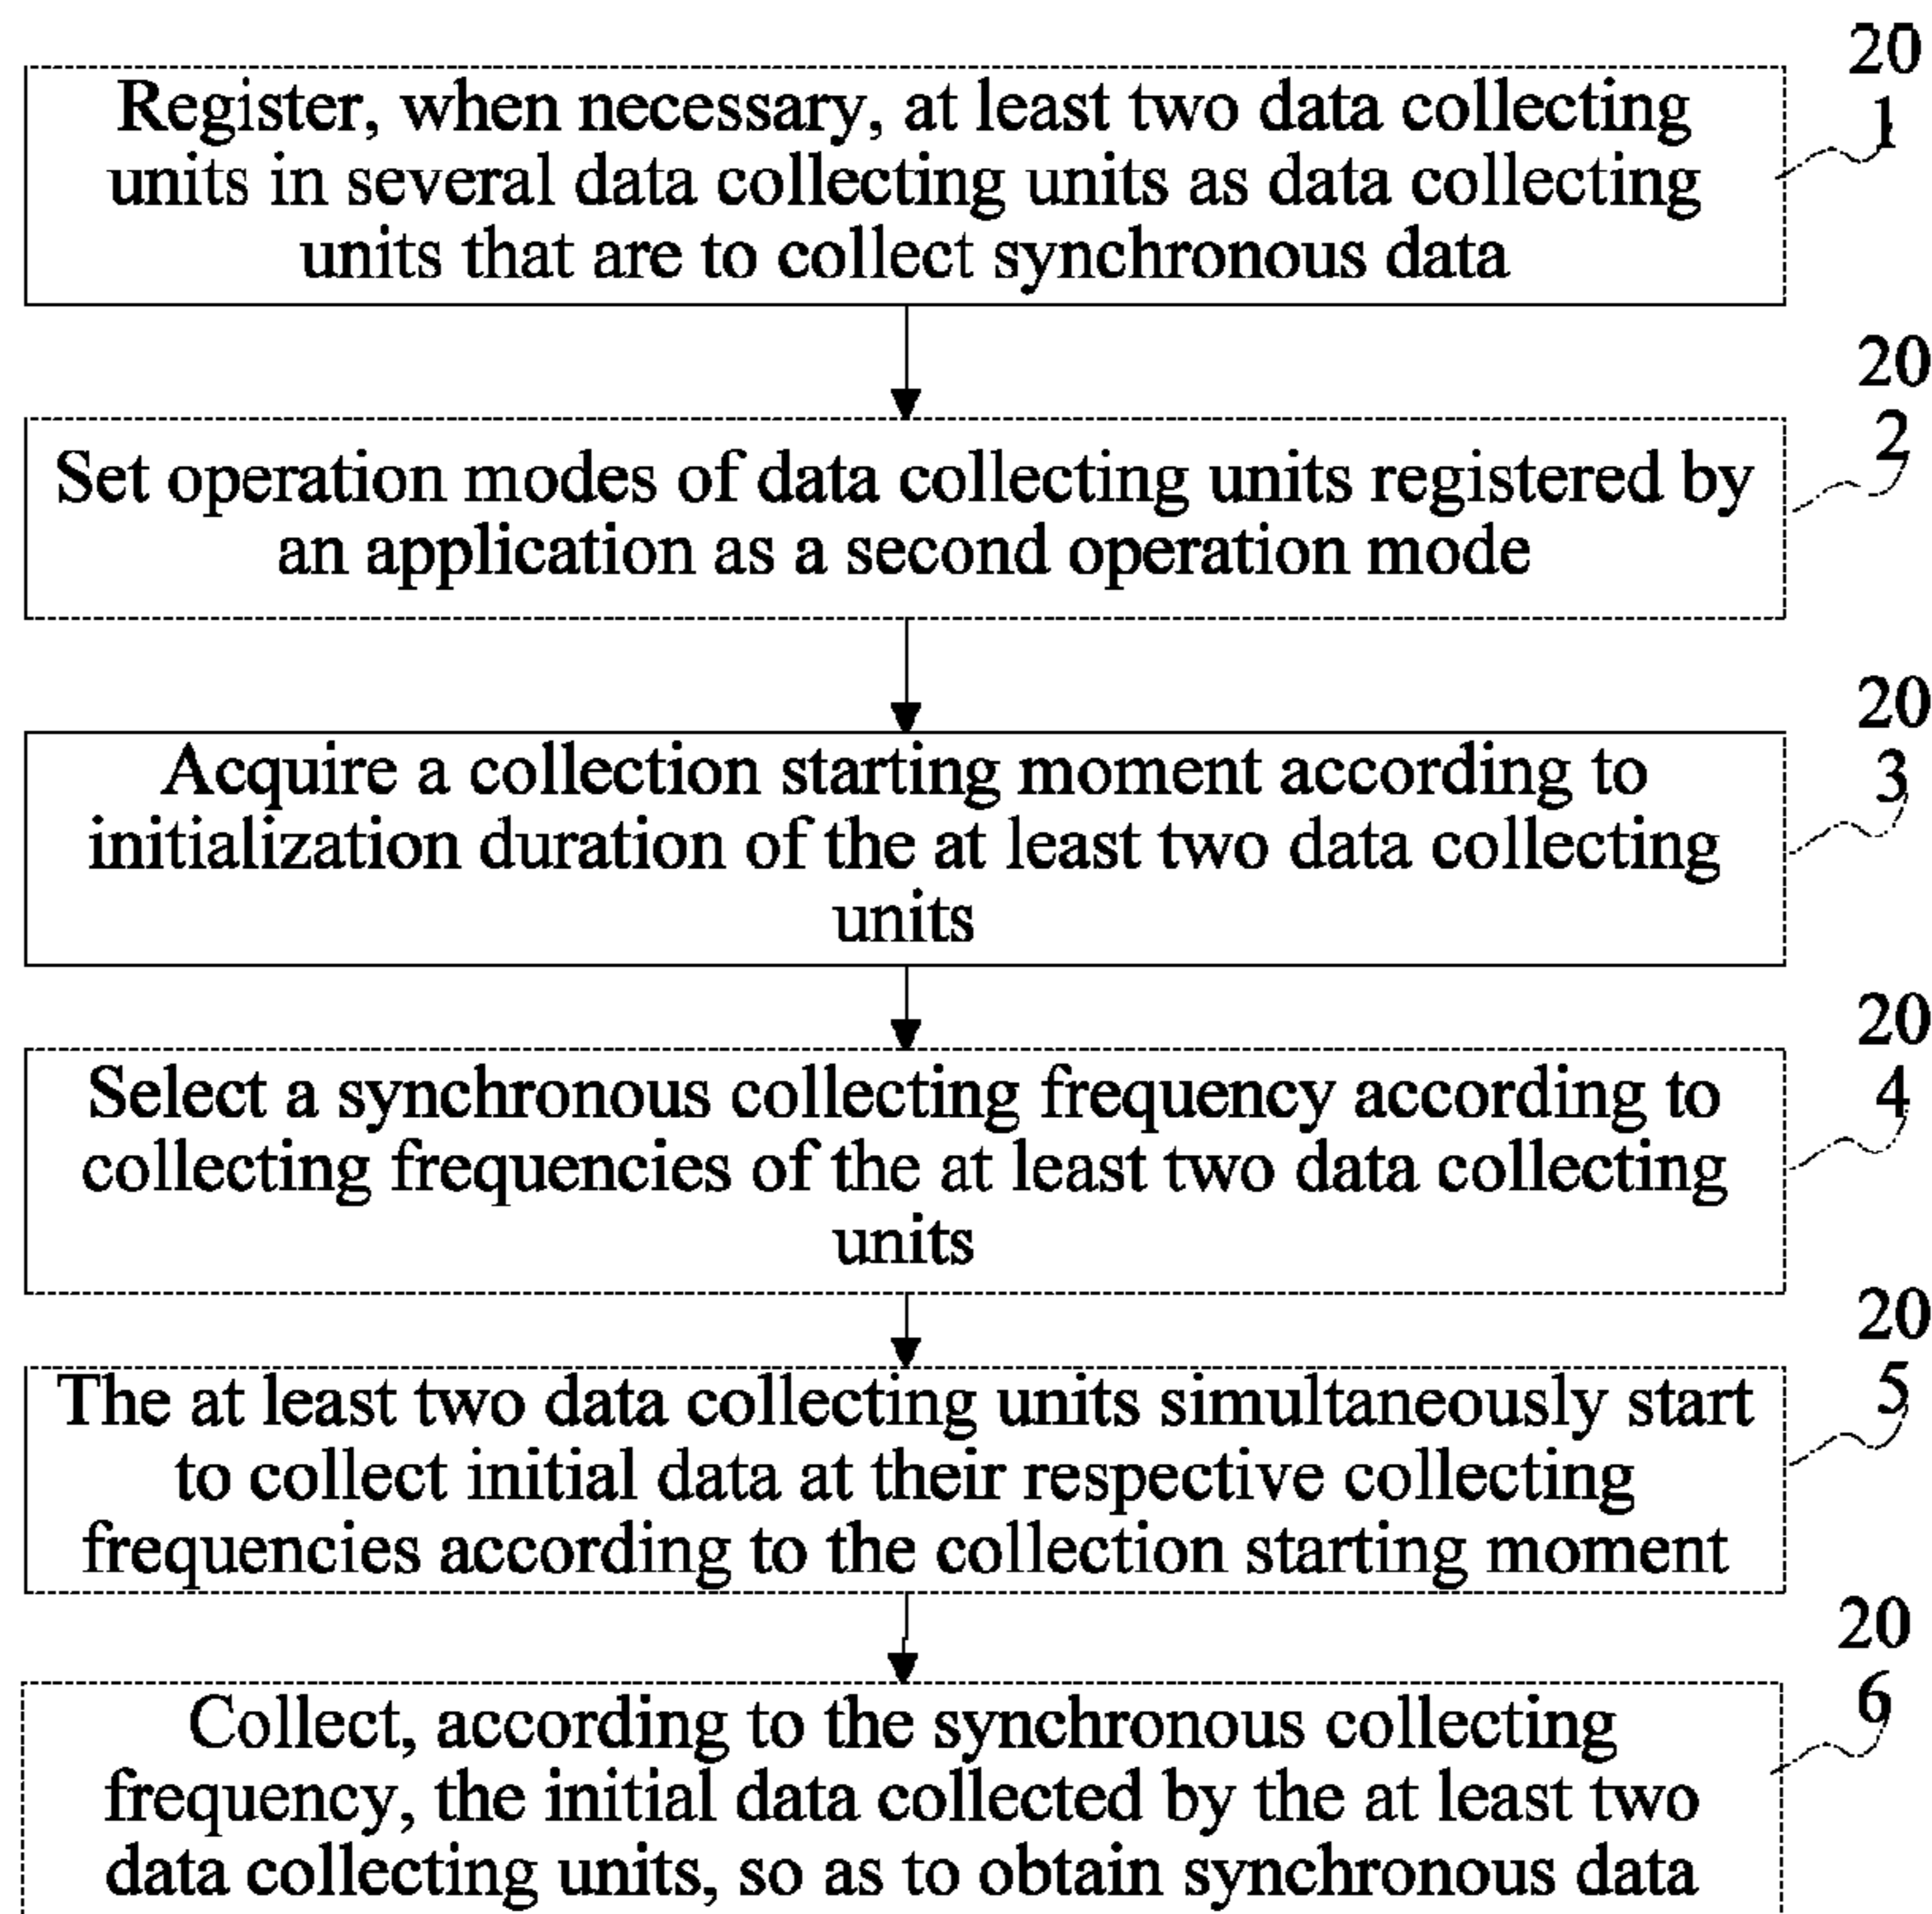 20
1
Register, when necessary, at least two data collecting
units in several data collecting units as data collecting
units that are to collect synchronous data
20
2
Set operation modes of data collecting units registered by
an application as a second operation mode
20
3
Acquire a collection starting moment according to
initialization duration of the at least two data collecting
units
20
4
Select a synchronous collecting frequency according to
collecting frequencies of the at least two data collecting
units
20
5
The at least two data collecting units simultaneously start
to collect initial data at their respective collecting
frequencies according to the collection starting moment
20
6
Collect, according to the synchronous collecting
frequency, the initial data collected by the at least two
data collecting units, so as to obtain synchronous data